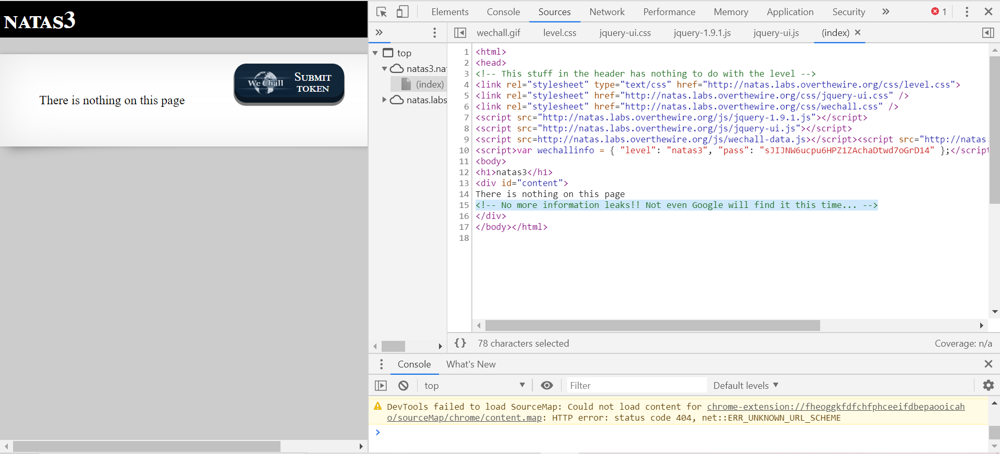 NATAS3
We Chall
SUBMIT
TOKEN
There is nothing on this page
Elements Console Sources Network Performance Memory Application Security » 1
» wechall.gif level.css jquery-ui.css jquery-1.9.1.js jquery-ui.js (index)
top
natas3.na
(index)
natas.labs
1 <html>
2 <head>
3 <!-- This stuff in the header has nothing to do with the level -->
4 <link rel="stylesheet" type="text/css" href="http://natas.labs.overthewire.org/css/level.css">
5 <link rel="stylesheet" href="http://natas.labs.overthewire.org/css/jquery-ui.css" />
6 <link rel="stylesheet" href="http://natas.labs.overthewire.org/css/wechall.css" />
7 <script src="http://natas.labs.overthewire.org/js/jquery-1.9.1.js"></script>
8 <script src="http://natas.labs.overthewire.org/js/jquery-ui.js"></script>
9 <script src=http://natas.labs.overthewire.org/js/wechall-data.js></script><script src="http://natas.
10 <script>var wechallinfo = { "level": "natas3", "pass": "sJIJNW6ucpu6HPZ1ZAchaDtwd7oGrD14" };</script
11 <body>
12 <h1>natas3</h1>
13 <div id="content">
14 There is nothing on this page
15 <!-- No more information leaks!! Not even Google will find it this time... -->
16 </div>
17 </body></html>
18
{} 78 characters selected Coverage: n/a
Console What's New
top Filter Default levels
DevTools failed to load SourceMap: Could not load content for chrome-extension://fheoggkfdfchfphceeifdbepaooicah
o/sourceMap/chrome/content.map: HTTP error: status code 404, net::ERR_UNKNOWN_URL_SCHEME